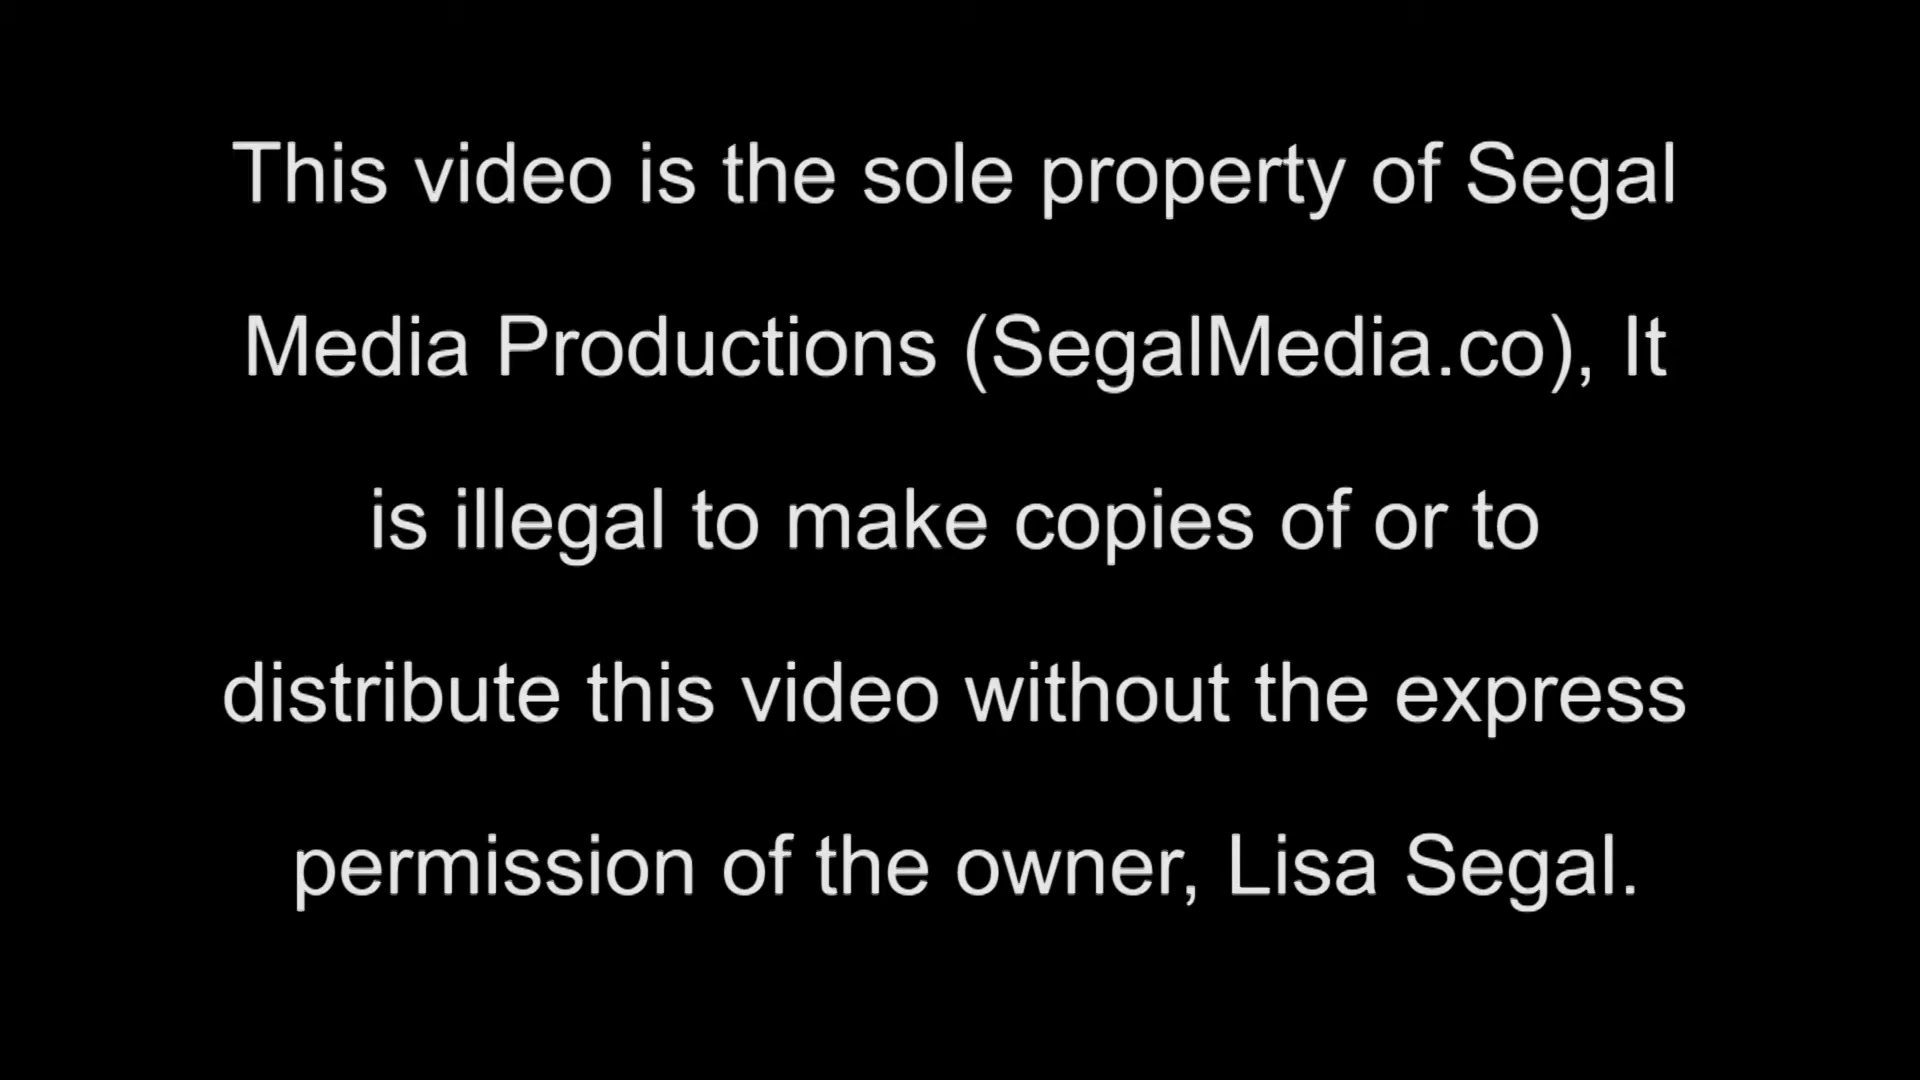 This video is the sole property of Segal
Media Productions (SegalMedia.co), It
is illegal to make copies of or to
distribute this video without the express
permission of the owner, Lisa Segal.